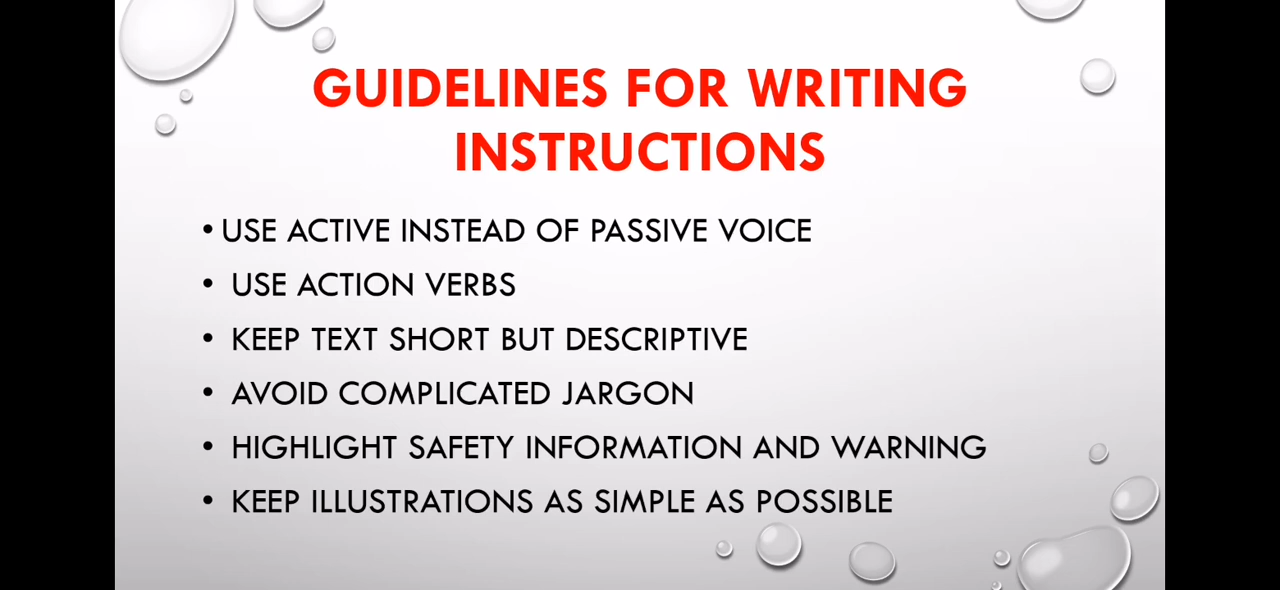 GUIDELINES FOR WRITING
INSTRUCTIONS
• USE ACTIVE INSTEAD OF PASSIVE VOICE
• USE ACTION VERBS
• KEEP TEXT SHORT BUT DESCRIPTIVE
• AVOID COMPLICATED JARGON
• HIGHLIGHT SAFETY INFORMATION AND WARNING
• KEEP ILLUSTRATIONS AS SIMPLE AS POSSIBLE